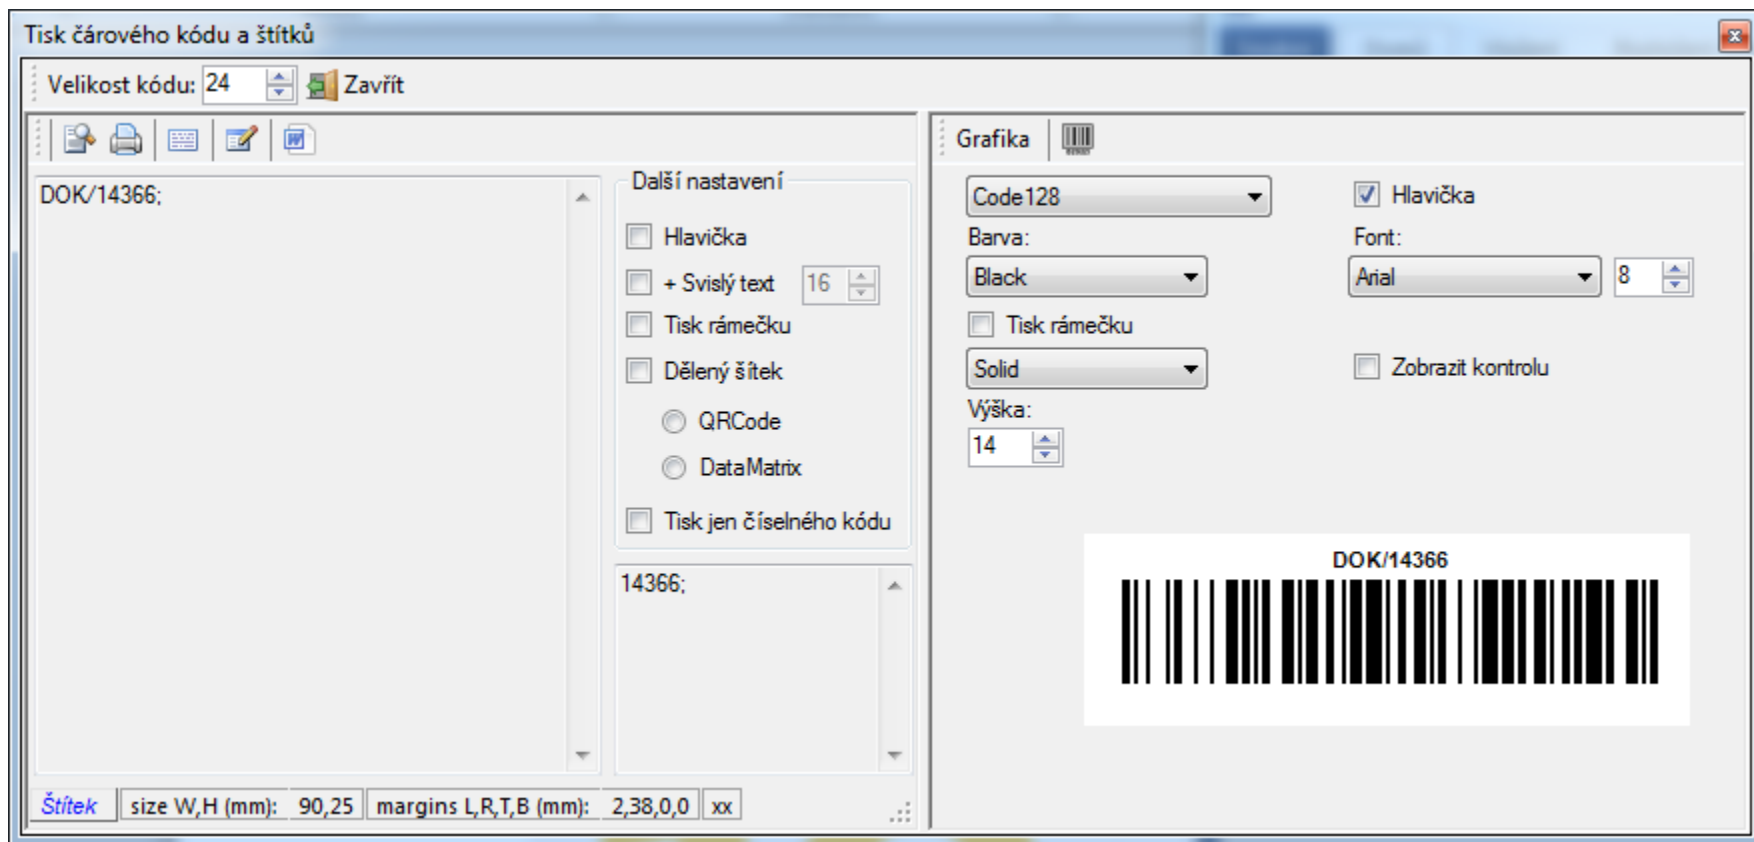 Tisk čárového kódu a štítků
Velikost kódu: 24 Zavřít
DOK/14366;
Další nastavení
Hlavička
+ Svislý text 16
Tisk rámečku
Dělený šítek
QRCode
DataMatrix
Tisk jen číselného kódu
14366;
Štítek size W,H (mm): 90,25 margins L,R,T,B (mm): 2,38,0,0 xx
Grafika
Code128 Hlavička
Barva: Font:
Black Arial 8
Tisk rámečku
Solid Zobrazit kontrolu
Výška:
14
DOK/14366